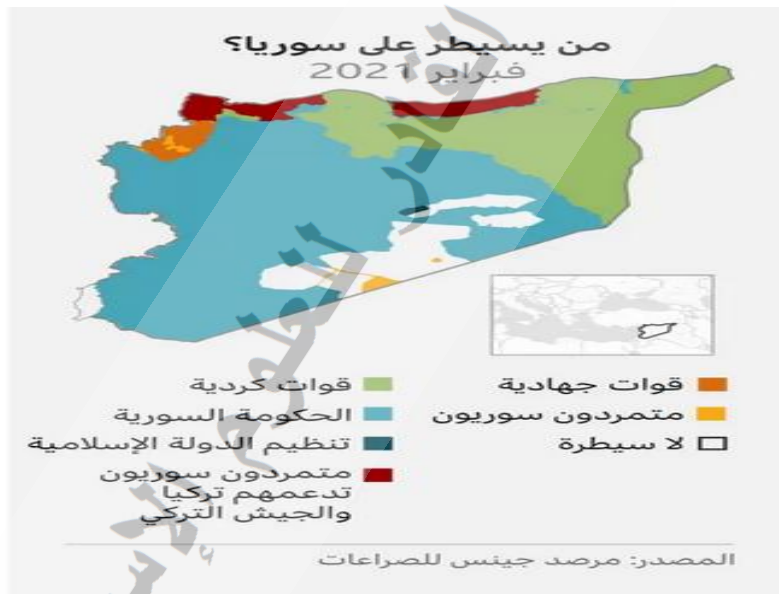 من يسيطر على سوريا؟
فبراير 2021
قوات جهادية
متمردون سوريون
لا سيطرة
قوات كردية
الحكومة السورية
تنظيم الدولة الإسلامية
متمردون سوريون
تدعمهم تركيا
والجيش التركي
المصدر: مرصد جينس للصراعات